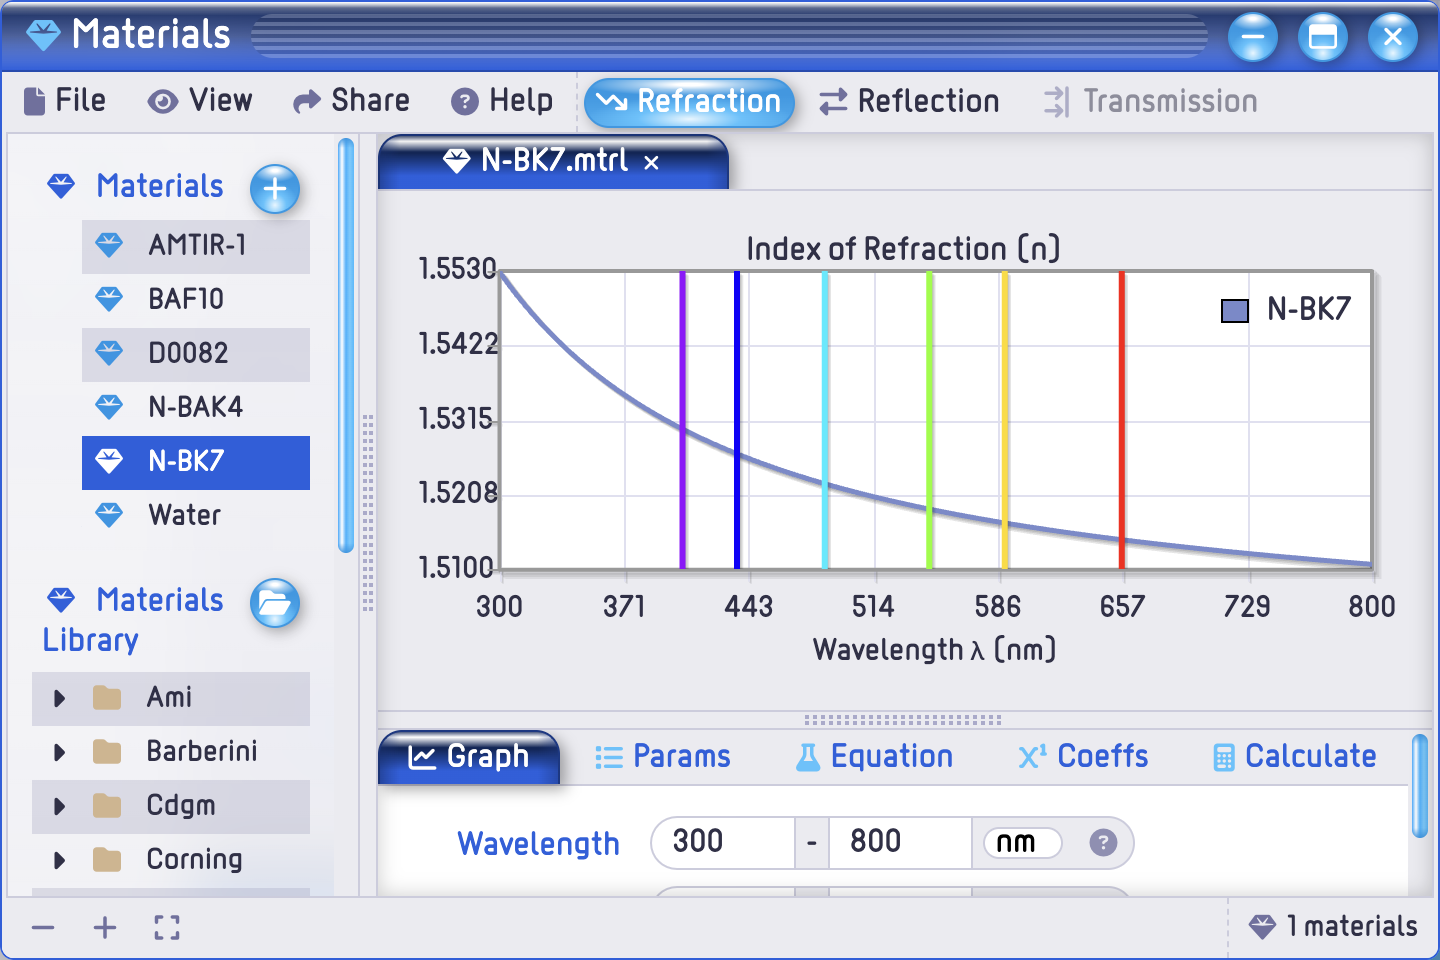 Materials
File View Share Help Refraction Reflection Transmission
Materials
AMTIR-1
BAF10
D0082
N-BAK4
N-BK7
Water
Materials
Library
Ami
Barberini
Cdgm
Corning
N-BK7.mtrl ×
Index of Refraction (n)
1.5530
1.5422
1.5315
1.5208
1.5100
N-BK7
300 371 443 514 586 657 729 800
Wavelength λ (nm)
Graph Params Equation Coeffs Calculate
Wavelength 300 - 800 nm ?
1 materials